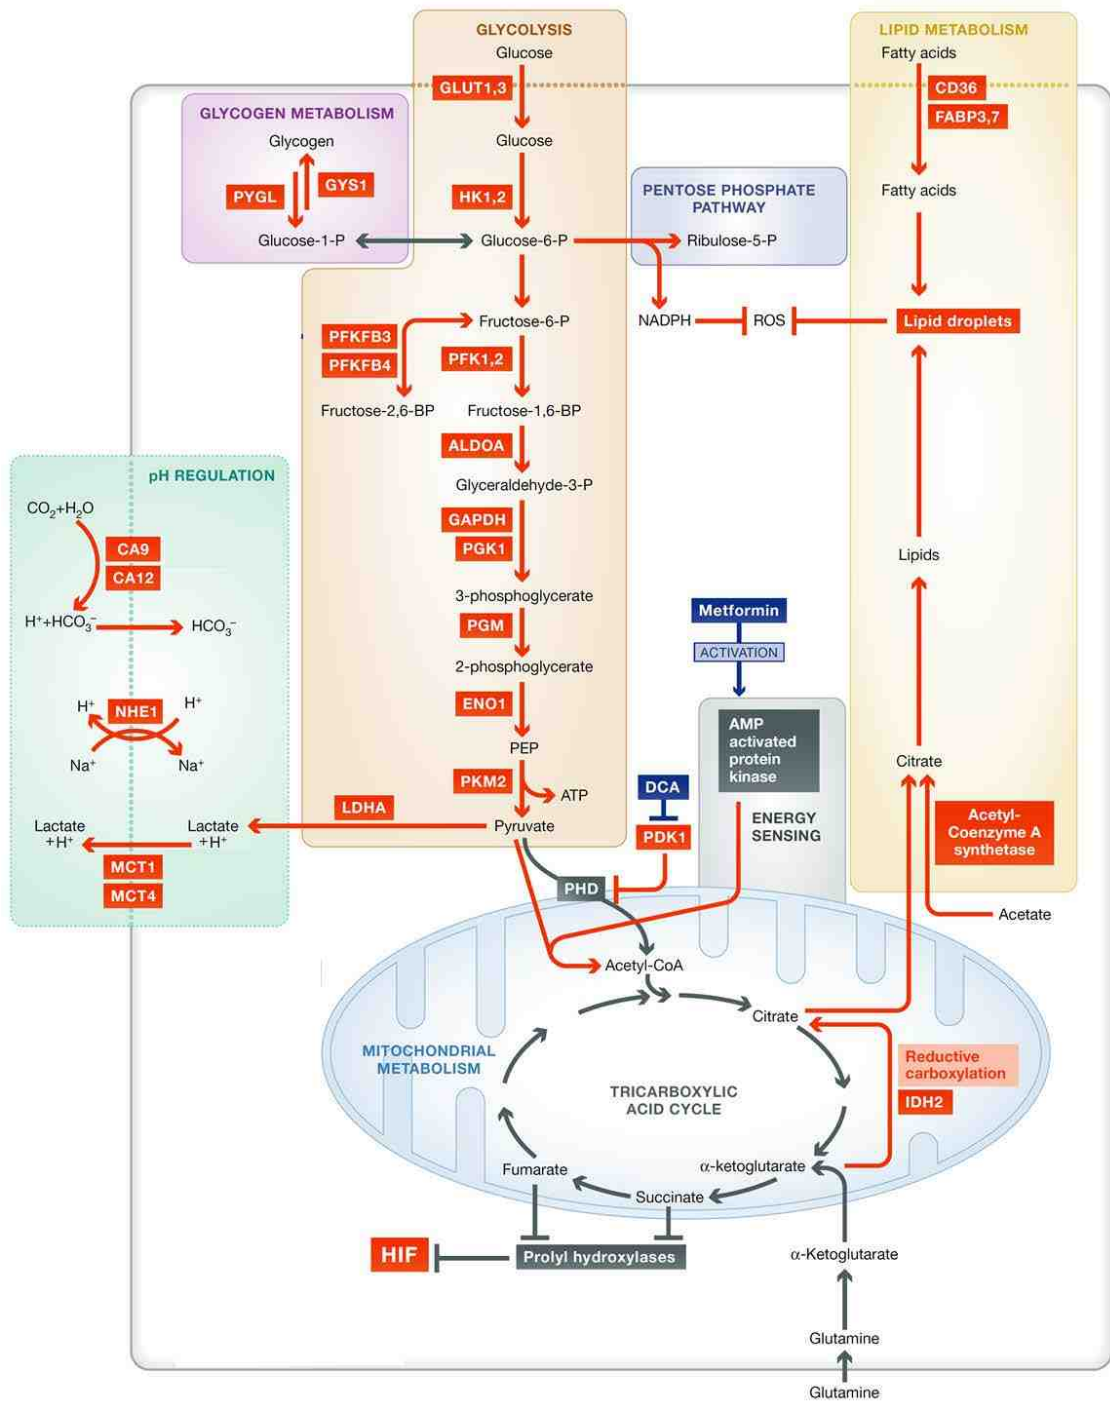 GLYCOLYSIS
Glucose
GLUT1,3
Glucose
HK1,2
Glucose-6-P
Fructose-6-P
PFKFB3
PFKFB4
PFK1,2
Fructose-2,6-BP
Fructose-1,6-BP
ALDOA
Glyceraldehyde-3-P
GAPDH
PGK1
3-phosphoglycerate
PGM
2-phosphoglycerate
ENO1
PEP
PKM2
ATP
Pyruvate
LDHA
GLYCOGEN METABOLISM
Glycogen
PYGL
GYS1
Glucose-1-P
PENTOSE PHOSPHATE
PATHWAY
Ribulose-5-P
NADPH
ROS
LIPID METABOLISM
Fatty acids
CD36
FABP3,7
Fatty acids
Lipid droplets
Lipids
Citrate
Acetyl-
Coenzyme A
synthetase
Acetate
pH REGULATION
CO₂+H₂O
CA9
CA12
H⁺+HCO₃⁻
HCO₃⁻
H⁺
NHE1
H⁺
Na⁺
Na⁺
Lactate
+H⁺
Lactate
+H⁺
MCT1
MCT4
Metformin
ACTIVATION
AMP
activated
protein
kinase
ENERGY
SENSING
DCA
PDK1
PHD
Acetyl-CoA
Citrate
MITOCHONDRIAL
METABOLISM
TRICARBOXYLIC
ACID CYCLE
Reductive
carboxylation
IDH2
α-ketoglutarate
Succinate
Fumarate
HIF
Prolyl hydroxylases
α-Ketoglutarate
Glutamine
Glutamine